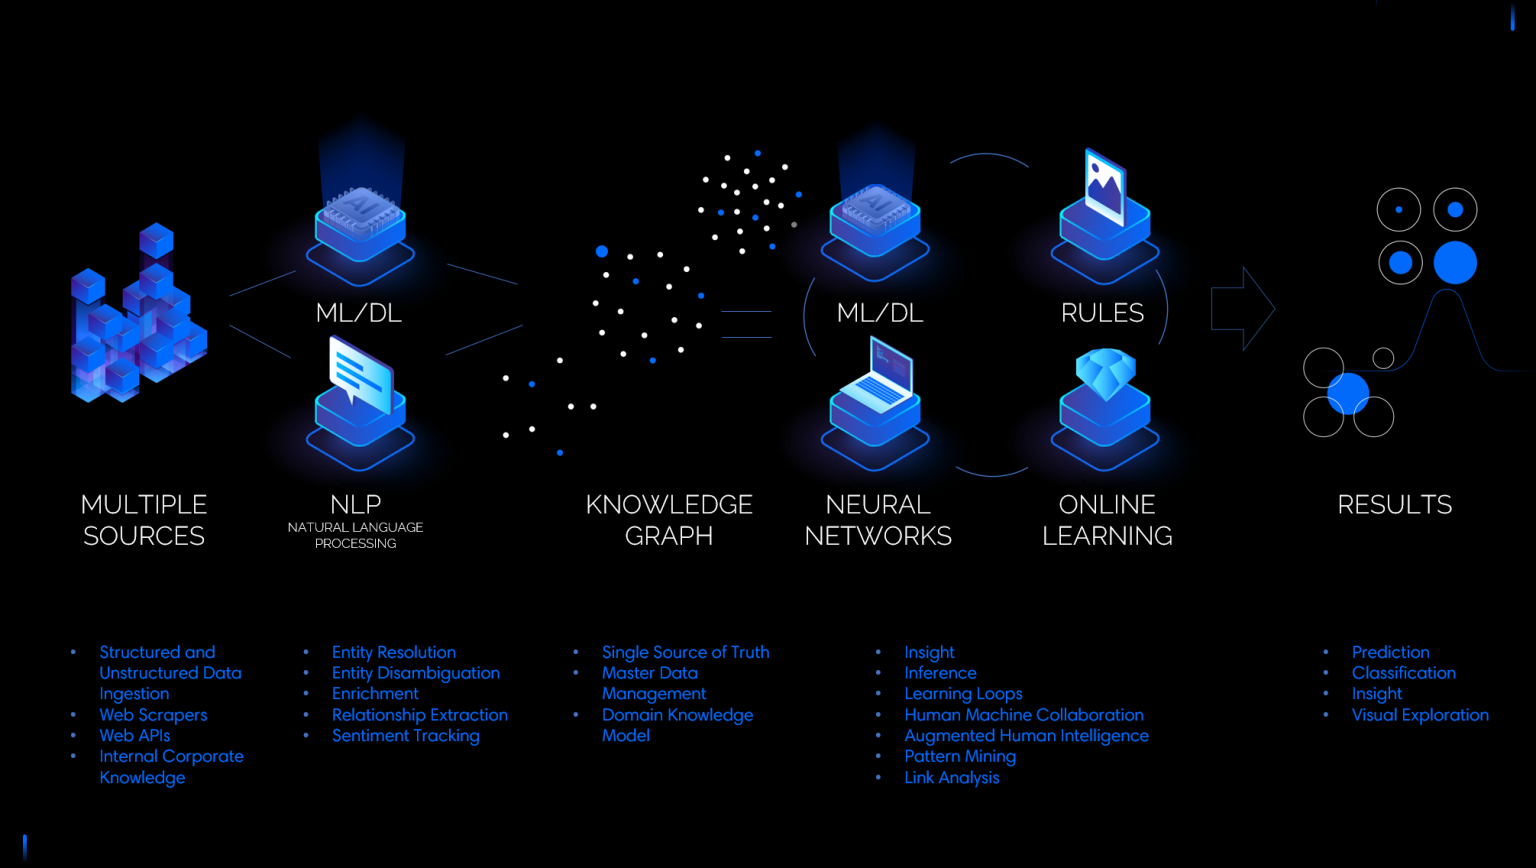 AI
ML/DL
AI
ML/DL
RULES
MULTIPLE
SOURCES
NLP
NATURAL LANGUAGE
PROCESSING
KNOWLEDGE
GRAPH
NEURAL
NETWORKS
ONLINE
LEARNING
RESULTS
• Structured and
Unstructured Data
Ingestion
• Web Scrapers
• Web APIs
• Internal Corporate
Knowledge
• Entity Resolution
• Entity Disambiguation
• Enrichment
• Relationship Extraction
• Sentiment Tracking
• Single Source of Truth
• Master Data
Management
• Domain Knowledge
Model
• Insight
• Inference
• Learning Loops
• Human Machine Collaboration
• Augmented Human Intelligence
• Pattern Mining
• Link Analysis
• Prediction
• Classification
• Insight
• Visual Exploration